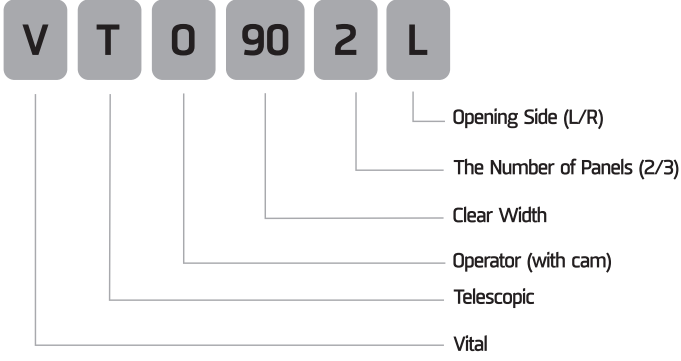 V T O 90 2 L
Opening Side (L/R)
The Number of Panels (2/3)
Clear Width
Operator (with cam)
Telescopic
Vital